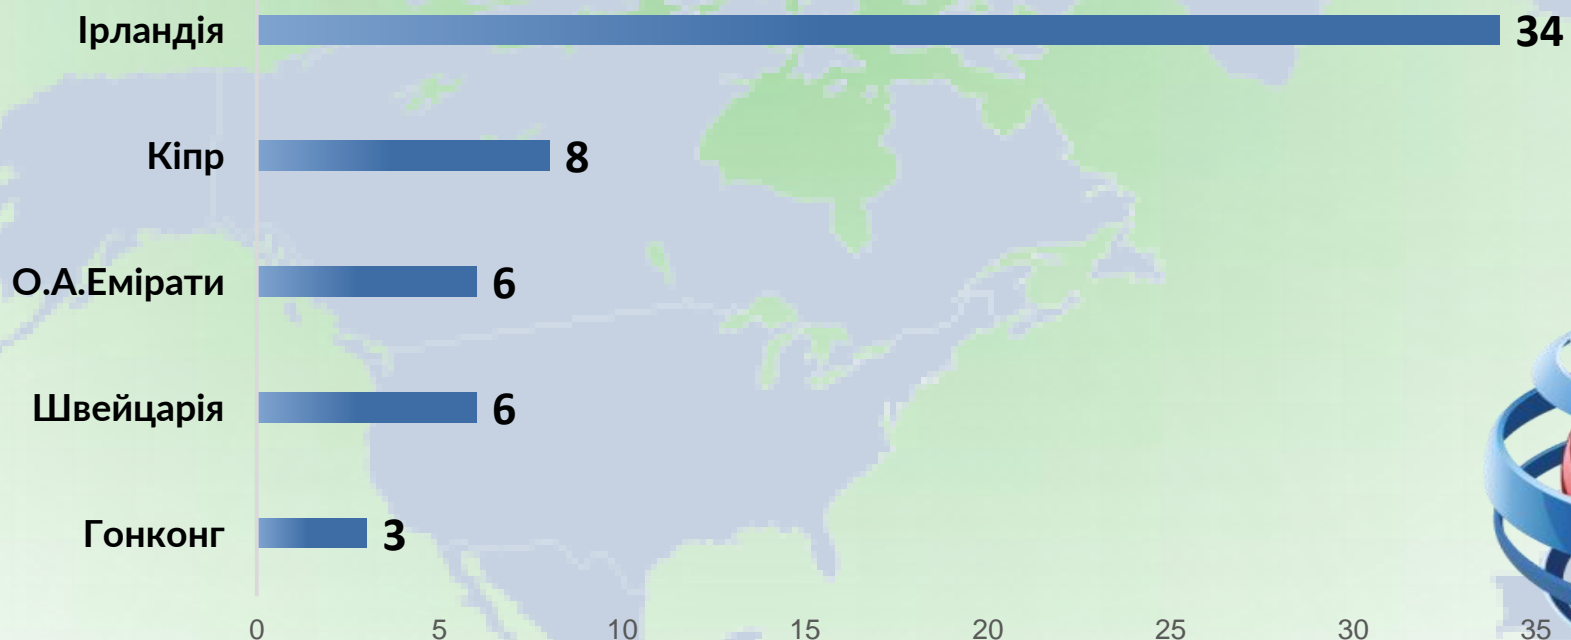 Ірландія 34
Кіпр 8
О.А.Емірати 6
Швейцарія 6
Гонконг 3
0 5 10 15 20 25 30 35